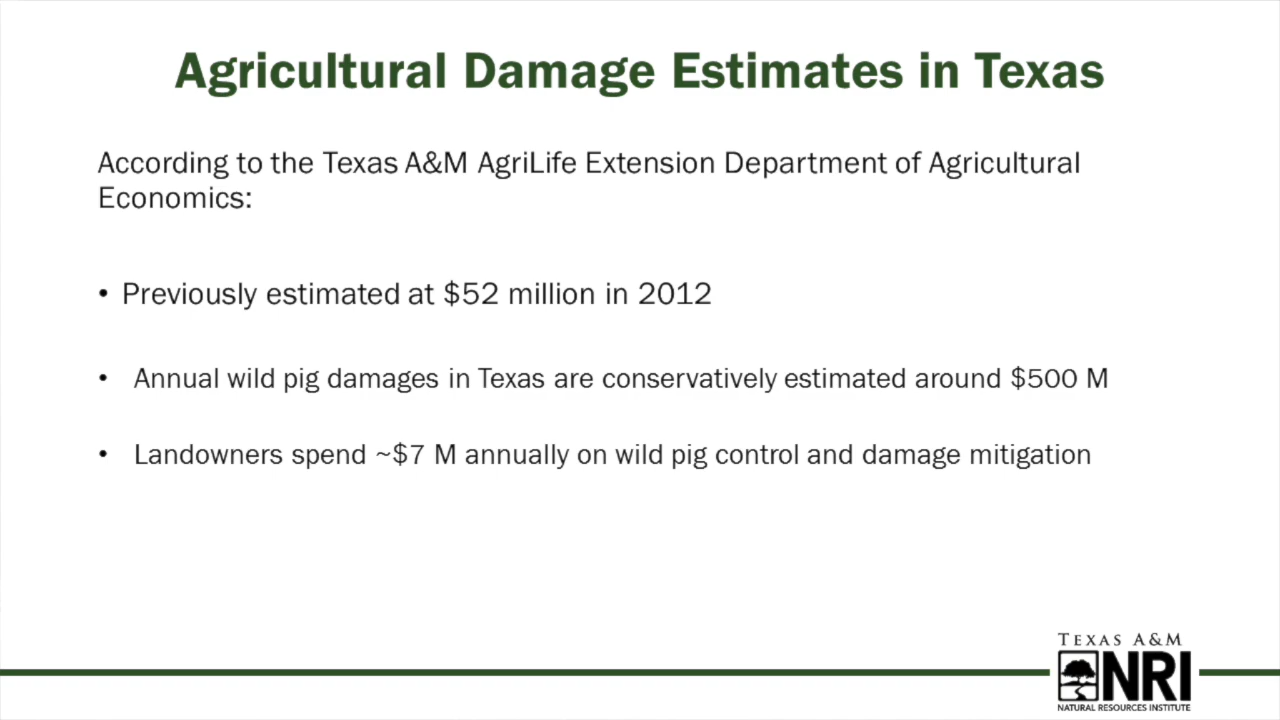 Agricultural Damage Estimates in Texas
According to the Texas A&M AgriLife Extension Department of Agricultural
Economics:
• Previously estimated at $52 million in 2012
• Annual wild pig damages in Texas are conservatively estimated around $500 M
• Landowners spend ~$7 M annually on wild pig control and damage mitigation
TEXAS A&M
NRI
NATURAL RESOURCES INSTITUTE